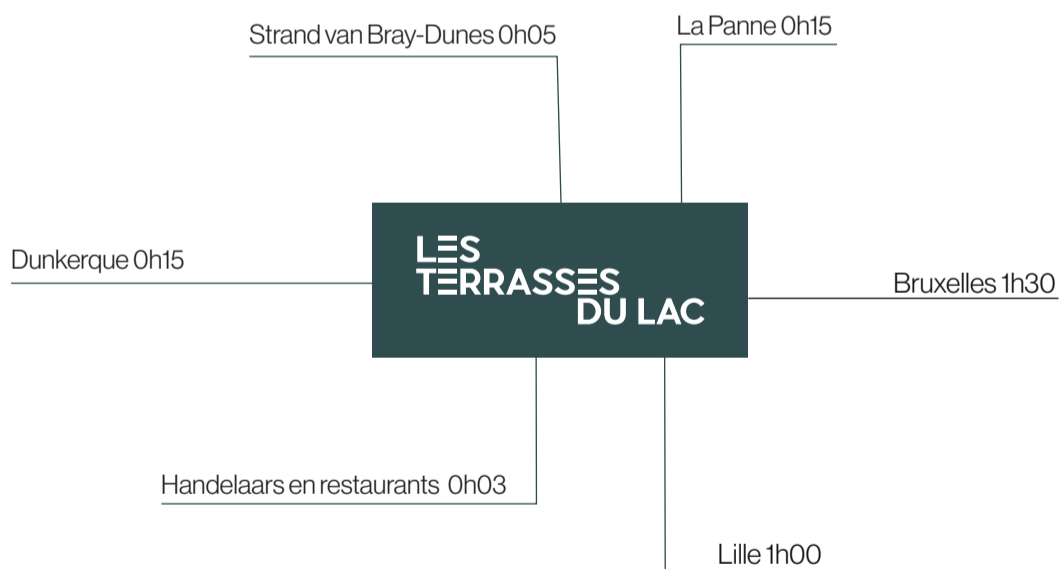 La Panne 0h15
Strand van Bray-Dunes 0h05
Dunkerque 0h15
LES
TERRASSES
DU LAC
Bruxelles 1h30
Handelaars en restaurants 0h03
Lille 1h00